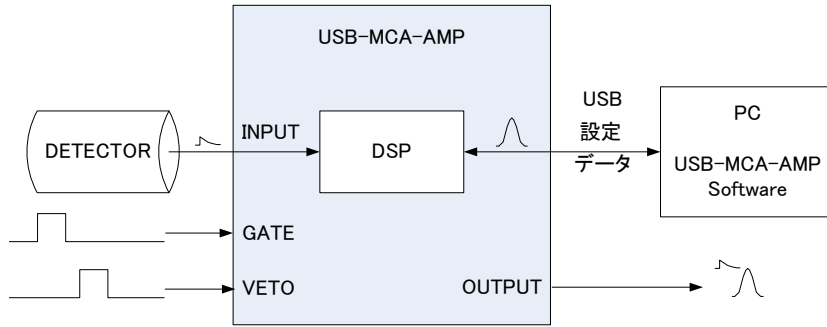 USB-MCA-AMP
DETECTOR
INPUT
DSP
USB
設定
データ
PC
USB-MCA-AMP
Software
GATE
VETO
OUTPUT